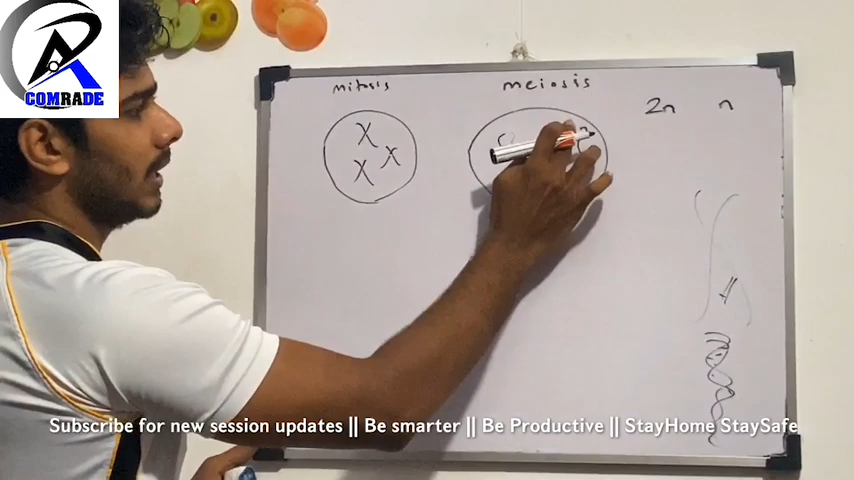 COMRADE
mitosis
meiosis
2n n
Subscribe for new session updates || Be smarter || Be Productive || StayHome StaySafe